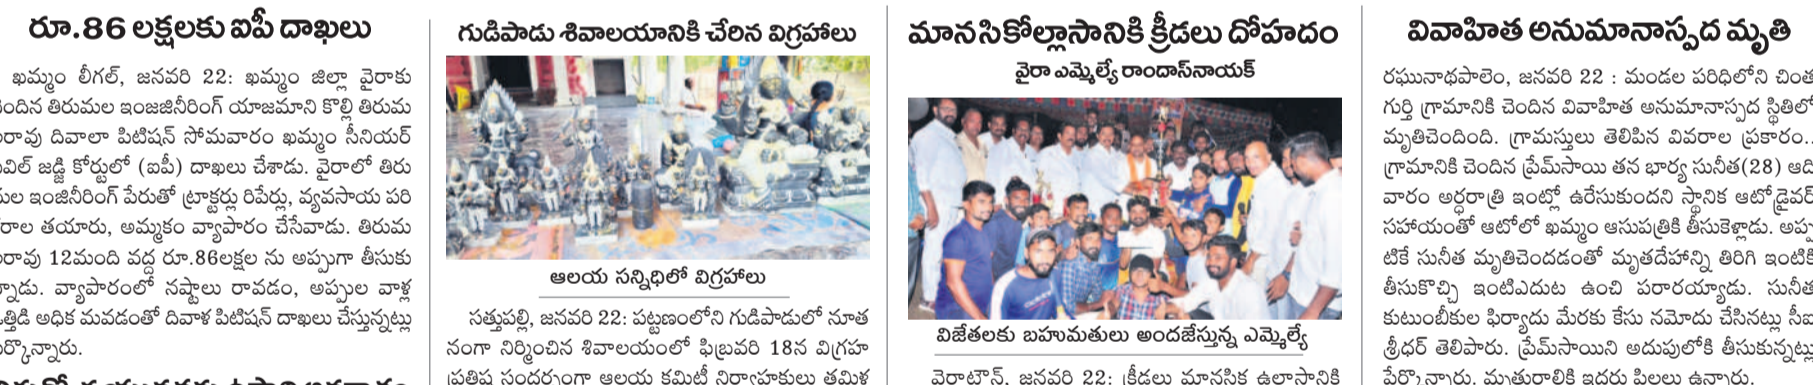 రూ.86 లక్షలకు ఐపీ దాఖలు
ఖమ్మం లీగల్, జనవరి 22: ఖమ్మం జిల్లా వైరాకు
చెందిన తిరుమల ఇంజజినీరింగ్ యాజమాని కొల్లి తిరుమ
లరావు దివాలా పిటిషన్ సోమవారం ఖమ్మం సీనియర్
సివిల్ జడ్జి కోర్టులో (ఐపీ) దాఖలు చేశాడు. వైరాలో తిరు
మల ఇంజినీరింగ్ పేరుతో ట్రాక్టర్లు రిపేర్లు, వ్యవసాయ పరి
కరాల తయారు, అమ్మకం వ్యాపారం చేసేవాడు. తిరుమ
లరావు 12మంది వద్ద రూ.86లక్షల ను అప్పుగా తీసుకు
న్నాడు. వ్యాపారంలో నష్టాలు రావడం, అప్పుల వాళ్ల
ఒత్తిడి అధిక మవడంతో దివాళ పిటిషన్ దాఖలు చేస్తున్నట్లు
పేర్కొన్నారు.
గుడిపాడు శివాలయానికి చేరిన విగ్రహాలు
ఆలయ సన్నిధిలో విగ్రహాలు
సత్తుపల్లి, జనవరి 22: పట్టణంలోని గుడిపాడులో నూత
నంగా నిర్మించిన శివాలయంలో ఫిబ్రవరి 18న విగ్రహ
ప్రతిష్ఠ సందర్భంగా ఆలయ కమిటీ నిర్వాహకులు తమిళ
మానసికోల్లాసానికి క్రీడలు దోహదం
వైరా ఎమ్మెల్యే రాందాస్‌నాయక్
విజేతలకు బహుమతులు అందజేస్తున్న ఎమ్మెల్యే
వైరాటౌన్, జనవరి 22: క్రీడలు మానసిక ఉల్లాసానికి
వివాహిత అనుమానాస్పద మృతి
రఘునాథపాలెం, జనవరి 22 : మండల పరిధిలోని చింత
గుర్తి గ్రామానికి చెందిన వివాహిత అనుమానాస్పద స్థితిలో
మృతిచెందింది. గ్రామస్తులు తెలిపిన వివరాల ప్రకారం..
గ్రామానికి చెందిన ప్రేమ్‌సాయి తన భార్య సునీత(28) ఆది
వారం అర్ధరాత్రి ఇంట్లో ఉరేసుకుందని స్థానిక ఆటోడ్రైవర్
సహాయంతో ఆటోలో ఖమ్మం ఆసుపత్రికి తీసుకెళ్లాడు. అప్ప
టికే సునీత మృతిచెందడంతో మృతదేహాన్ని తిరిగి ఇంటికి
తీసుకొచ్చి ఇంటిఎదుట ఉంచి పరారయ్యాడు. సునీత
కుటుంబీకుల ఫిర్యాదు మేరకు కేసు నమోదు చేసినట్లు సీఐ
శ్రీధర్ తెలిపారు. ప్రేమ్‌సాయిని అదుపులోకి తీసుకున్నట్లు
పేర్కొన్నారు. మృతురాలికి ఇద్దరు పిల్లలు ఉన్నారు.